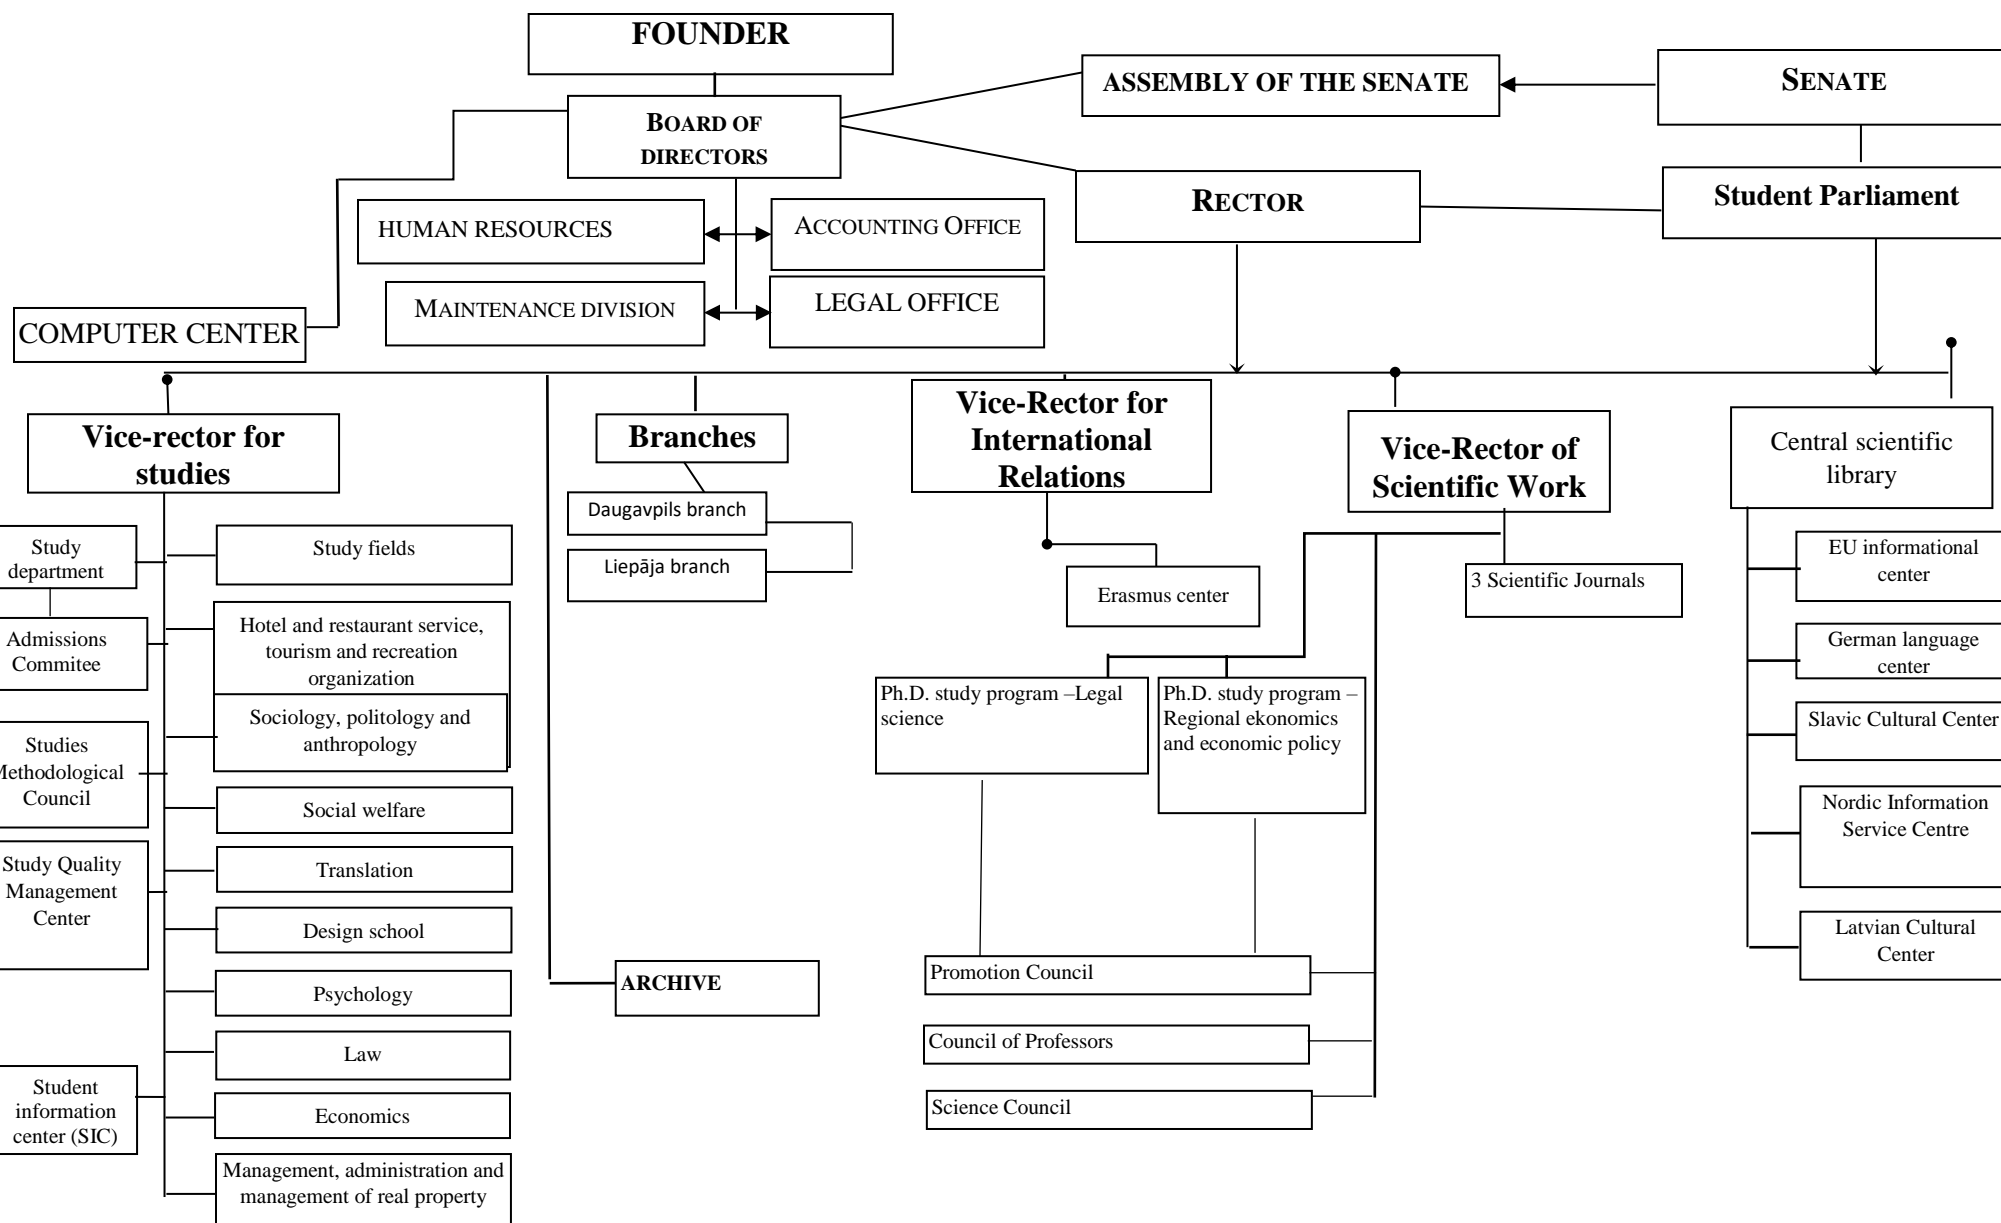 FOUNDER
ASSEMBLY OF THE SENATE
SENATE
BOARD OF
DIRECTORS
RECTOR
Student Parliament
HUMAN RESOURCES
ACCOUNTING OFFICE
MAINTENANCE DIVISION
LEGAL OFFICE
COMPUTER CENTER
Vice-rector for
studies
Branches
Vice-Rector for
International
Relations
Vice-Rector of
Scientific Work
Central scientific
library
Daugavpils branch
Liepāja branch
Study
department
Admissions
Commitee
Studies
Methodological
Council
Study Quality
Management
Center
Student
information
center (SIC)
Study fields
Hotel and restaurant service,
tourism and recreation
organization
Sociology, politology and
anthropology
Social welfare
Translation
Design school
Psychology
Law
Economics
Management, administration and
management of real property
ARCHIVE
Erasmus center
3 Scientific Journals
Ph.D. study program –Legal
science
Ph.D. study program –
Regional ekonomics
and economic policy
Promotion Council
Council of Professors
Science Council
EU informational
center
German language
center
Slavic Cultural Center
Nordic Information
Service Centre
Latvian Cultural
Center